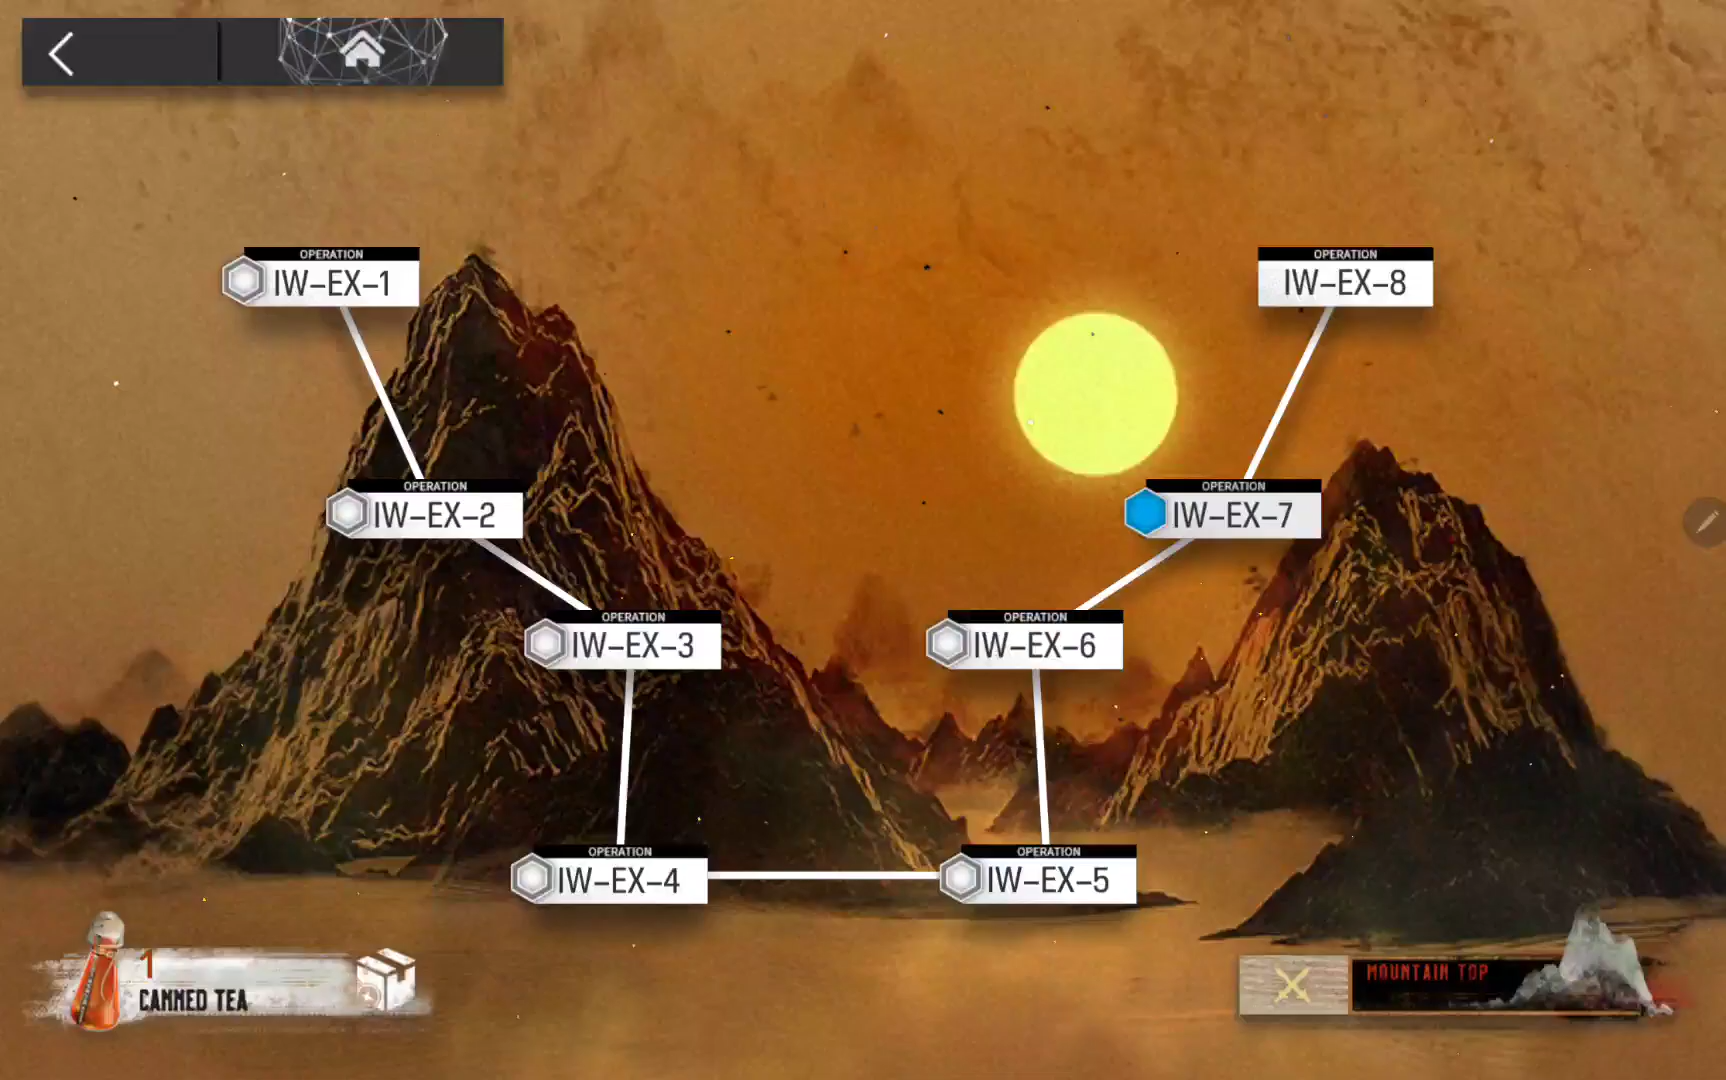 OPERATION
IW-EX-1
OPERATION
IW-EX-8
OPERATION
IW-EX-2
OPERATION
IW-EX-7
OPERATION
IW-EX-3
OPERATION
IW-EX-6
OPERATION
IW-EX-4
OPERATION
IW-EX-5
1
CANNED TEA
MOUNTAIN TOP